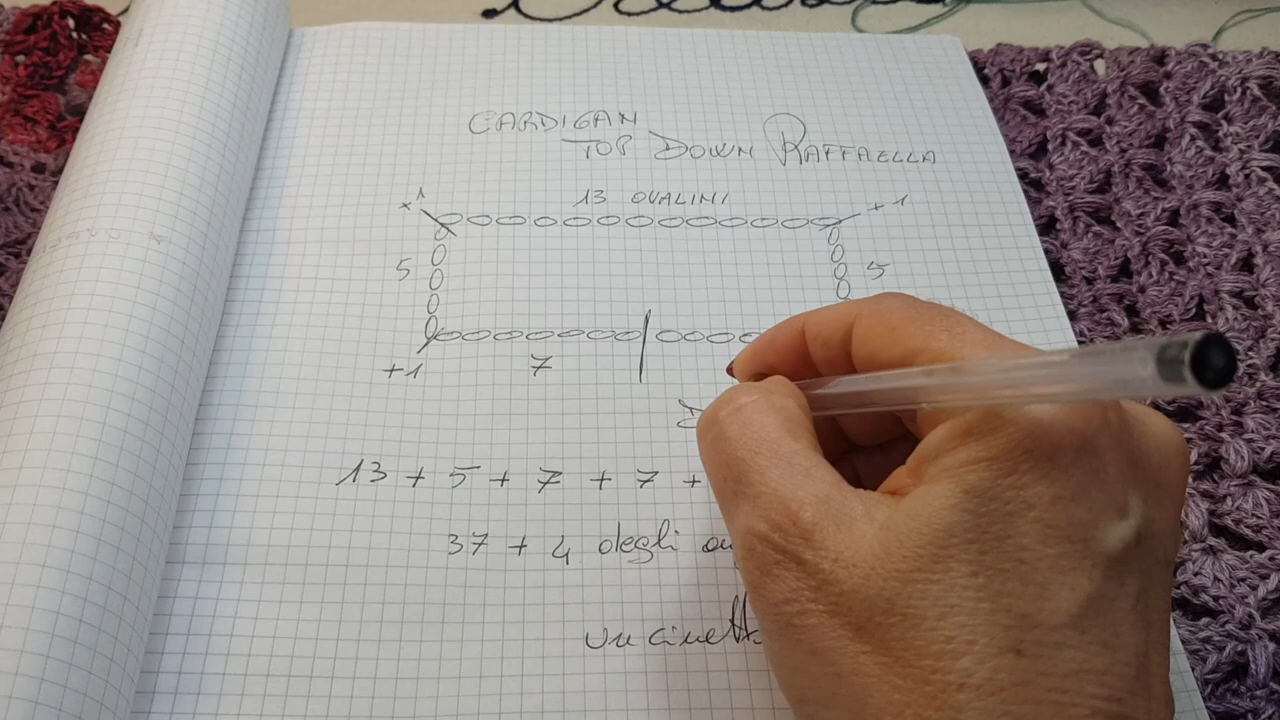 CARDIGAN
TOP DOWN RAFFAELLA
13 OVALINI
+1 +1
5 5
+1 7
13 + 5 + 7 + 7 +
37 + 4 degli